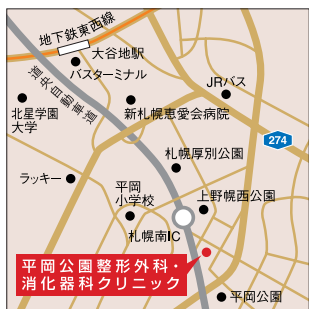 地下鉄東西線
大谷地駅
バスターミナル
道央自動車道
JRバス
北星学園
大学
新札幌恵愛会病院
274
札幌厚別公園
ラッキー
平岡
小学校
上野幌西公園
札幌南IC
平岡公園整形外科・
消化器科クリニック
平岡公園